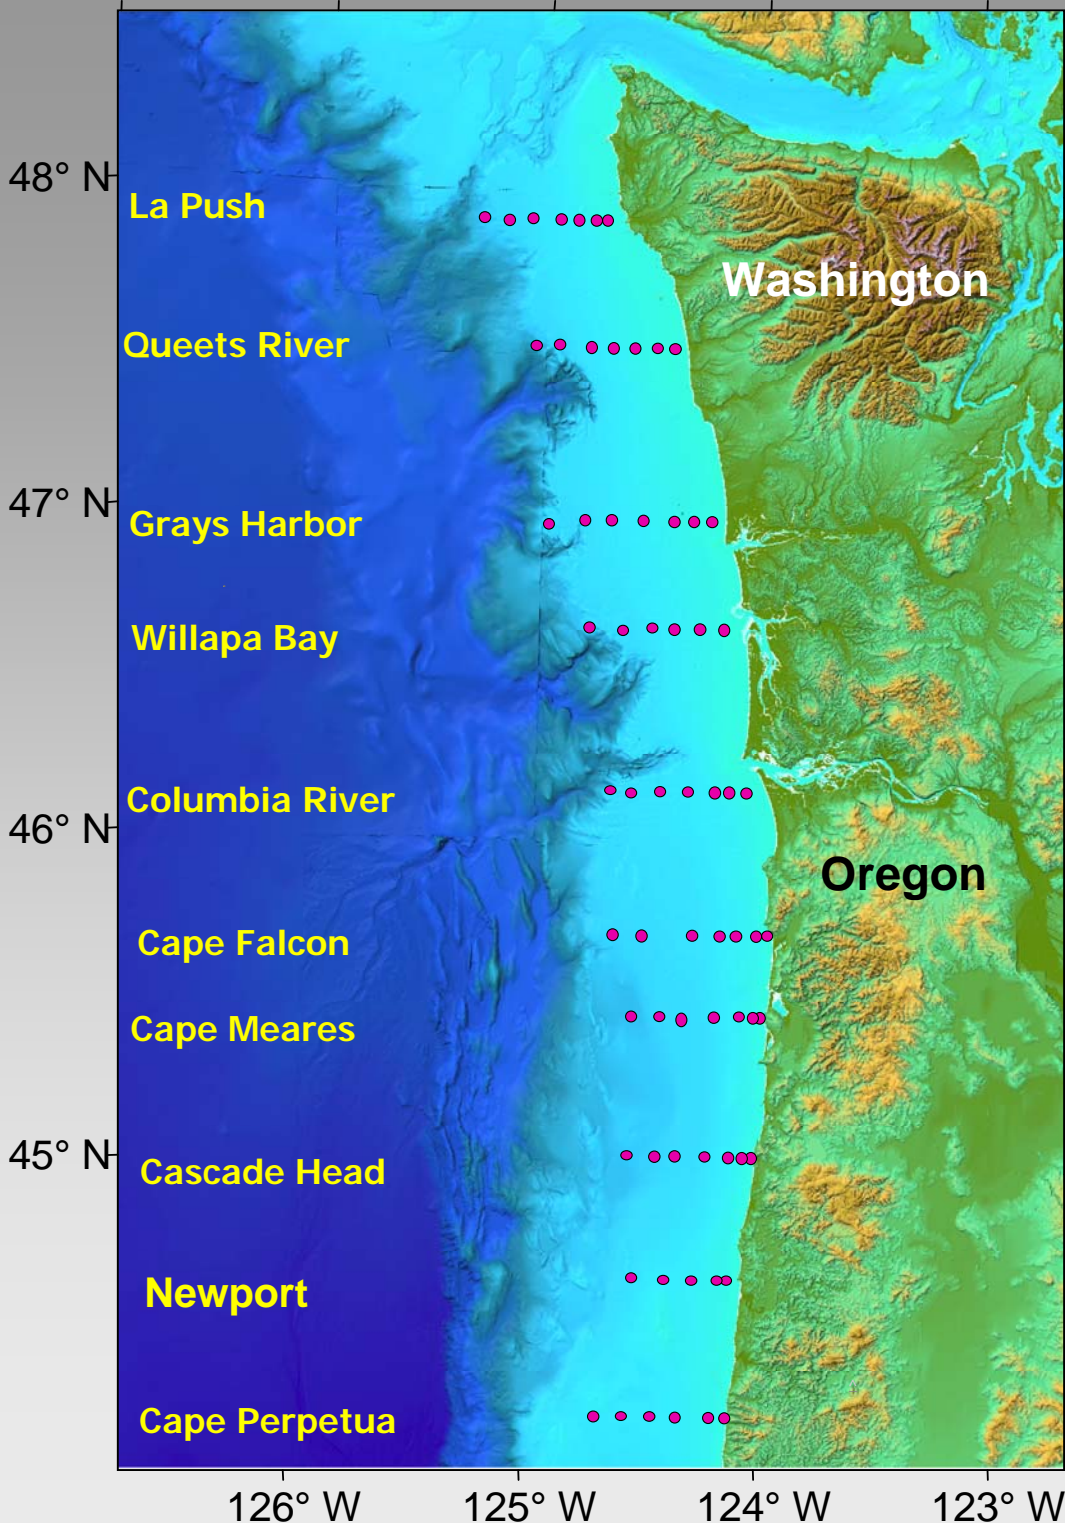 48° N
La Push
Washington
Queets River
47° N
Grays Harbor
Willapa Bay
Columbia River
46° N
Oregon
Cape Falcon
Cape Meares
45° N
Cascade Head
Newport
Cape Perpetua
126° W 125° W 124° W 123° W